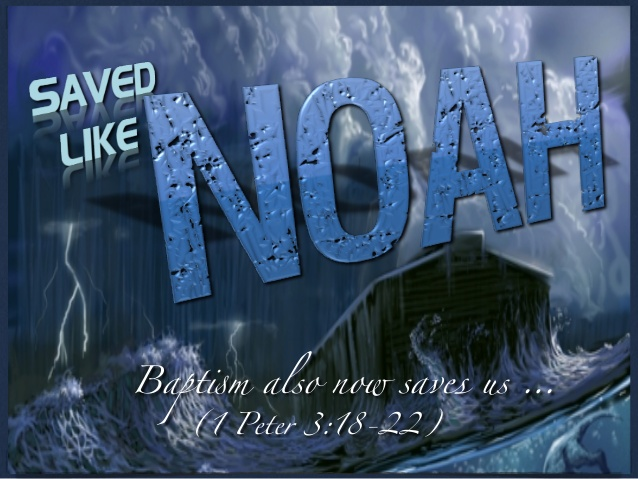 SAVED
LIKE
NOAH
Baptism also now saves us ...
(1 Peter 3:18-22)